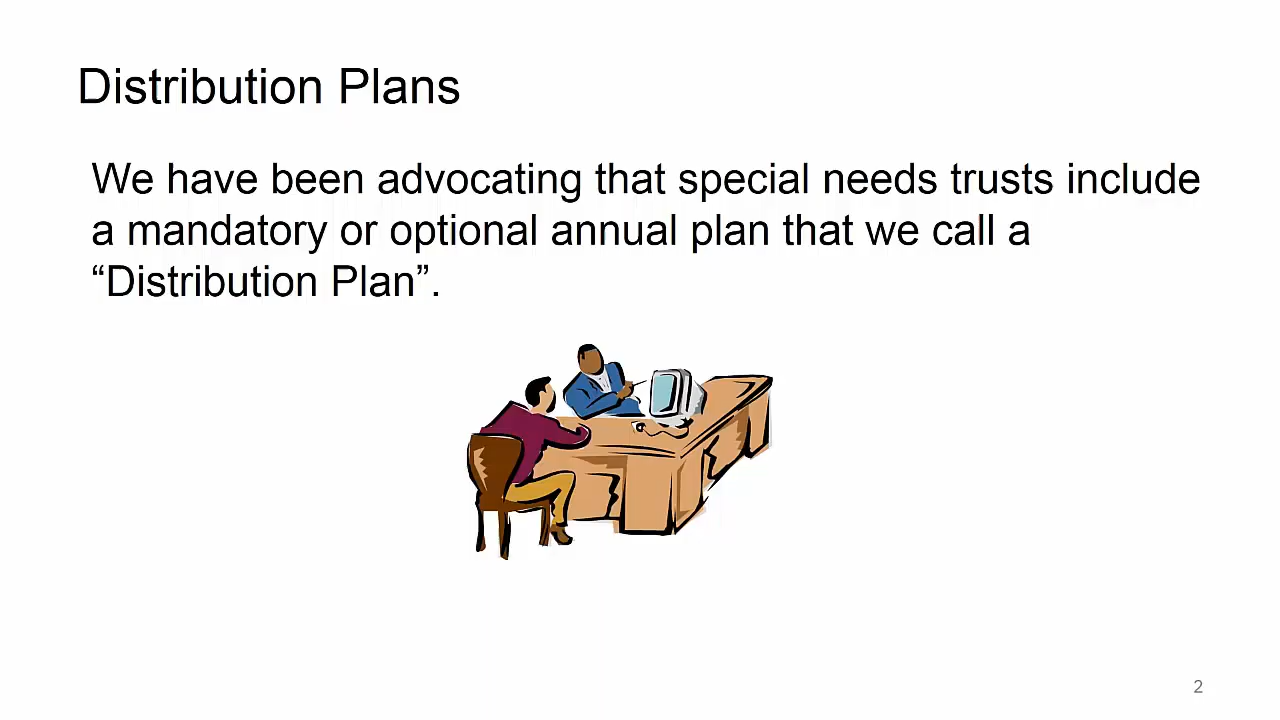 Distribution Plans
We have been advocating that special needs trusts include
a mandatory or optional annual plan that we call a
“Distribution Plan”.
2